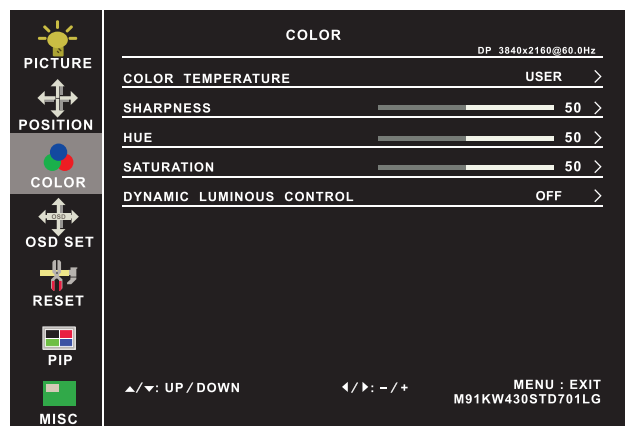 PICTURE
POSITION
COLOR
OSD
OSD SET
RESET
PIP
MISC
COLOR
DP 3840x2160@60.0Hz
COLOR TEMPERATURE USER >
SHARPNESS 50 >
HUE 50 >
SATURATION 50 >
DYNAMIC LUMINOUS CONTROL OFF >
▲/▼: UP / DOWN ◀/▶: – / + MENU : EXIT
M91KW430STD701LG